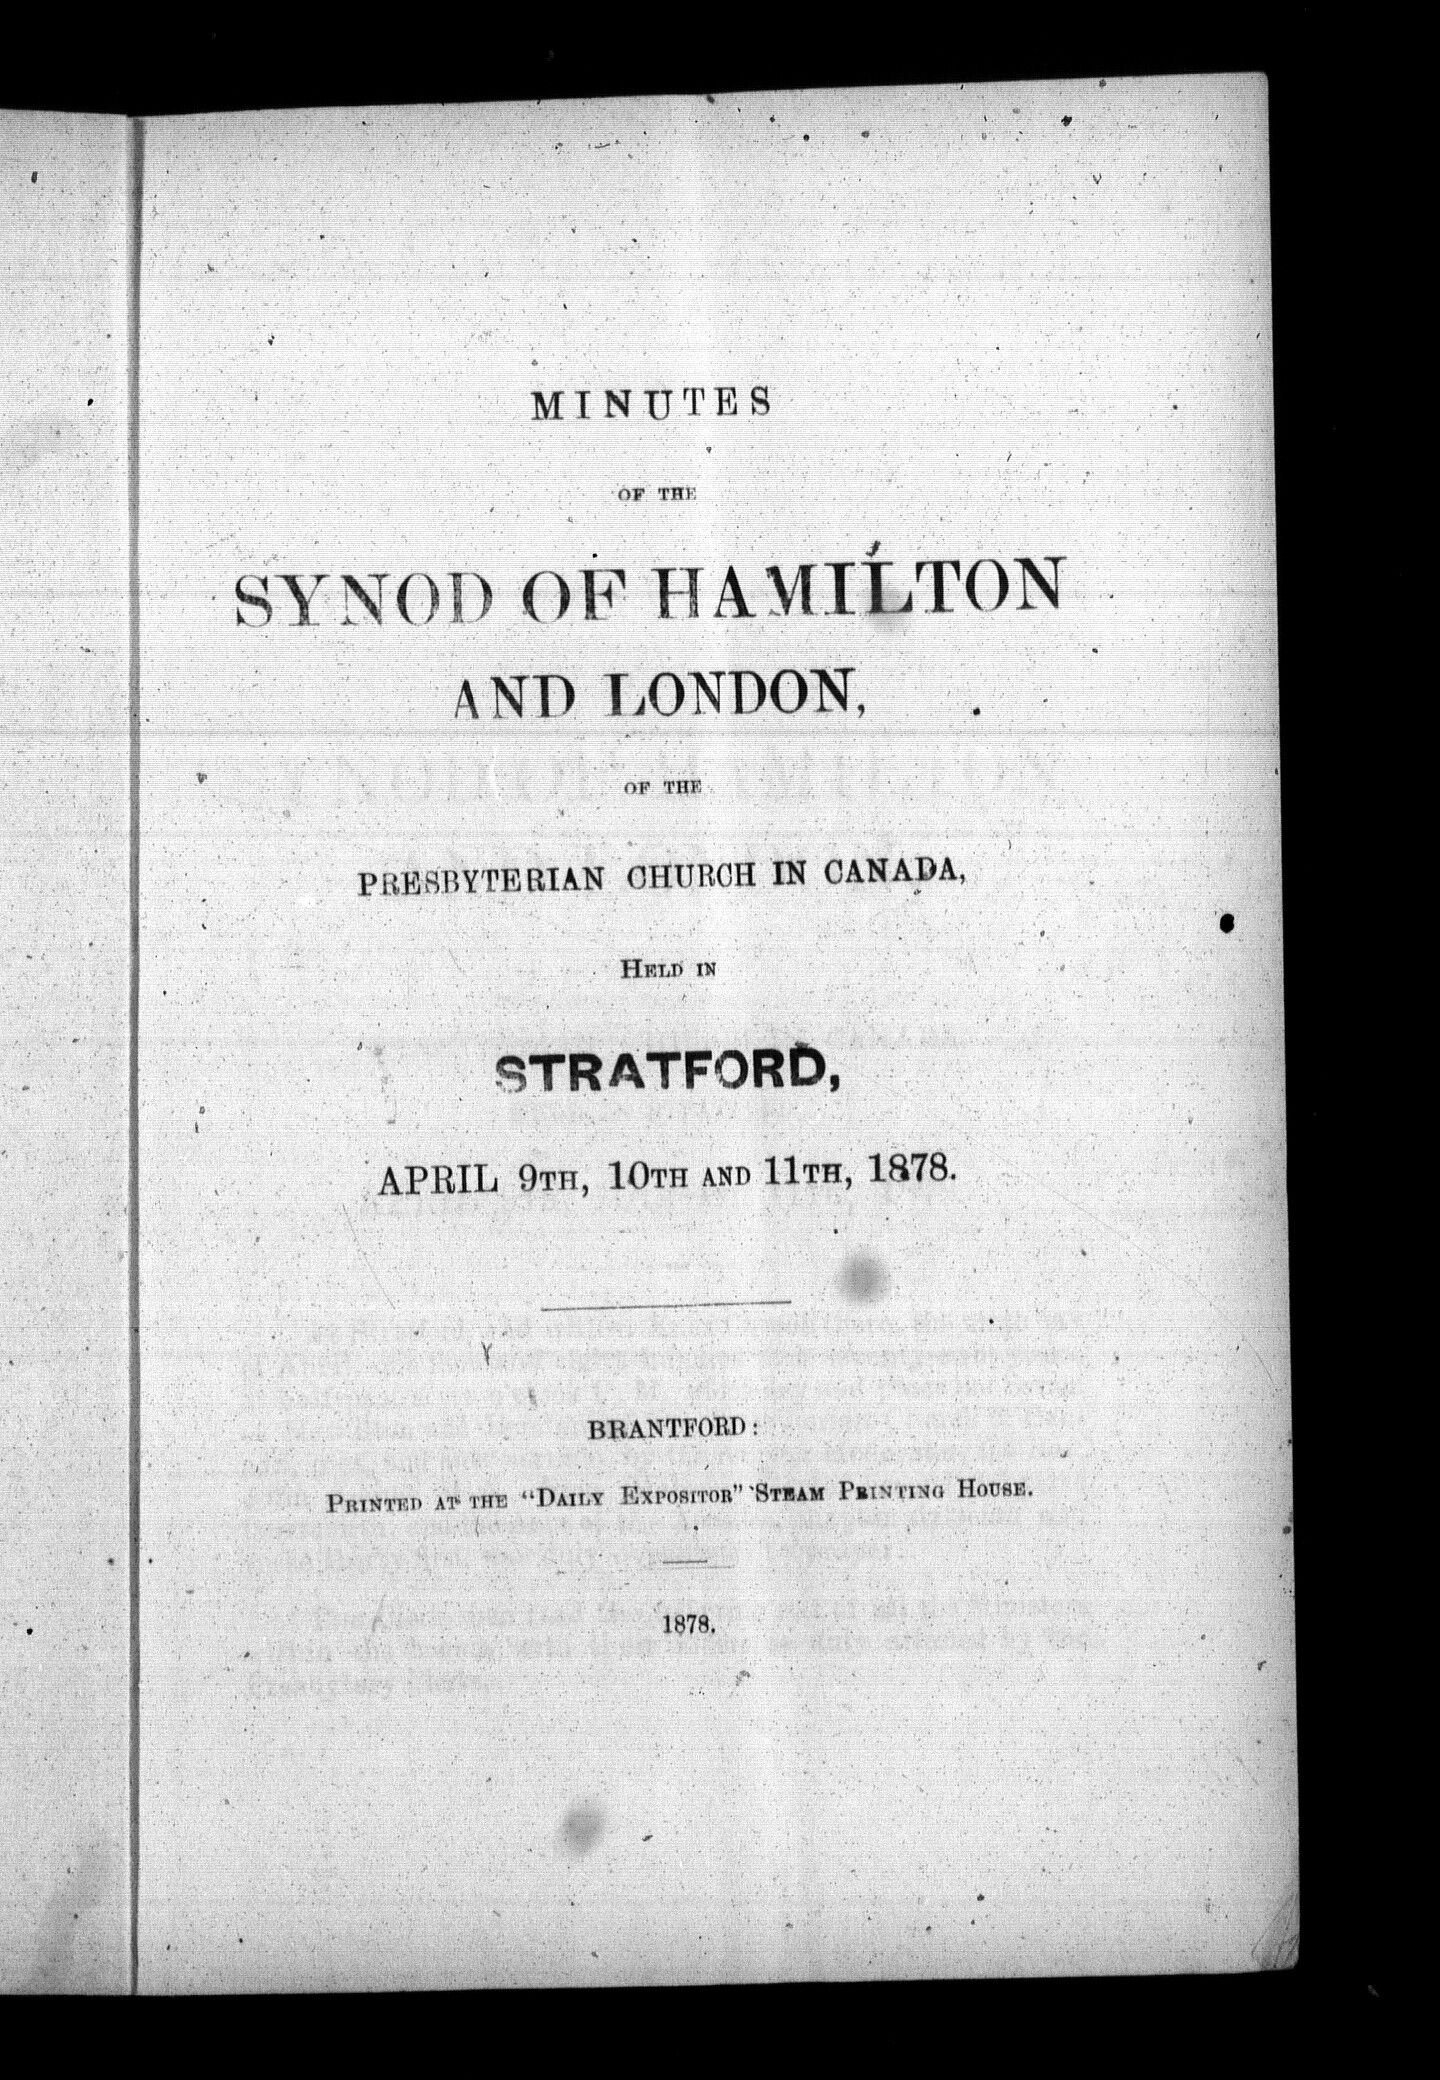 MINUTES
OF THE
SYNOD OF HAMILTON
AND LONDON,
OF THE
PRESBYTERIAN CHURCH IN CANADA,
HELD IN
STRATFORD,
APRIL 9TH, 10TH AND 11TH, 1878.
BRANTFORD:
PRINTED AT THE "DAILY EXPOSITOR" STEAM PRINTING HOUSE.
1878.